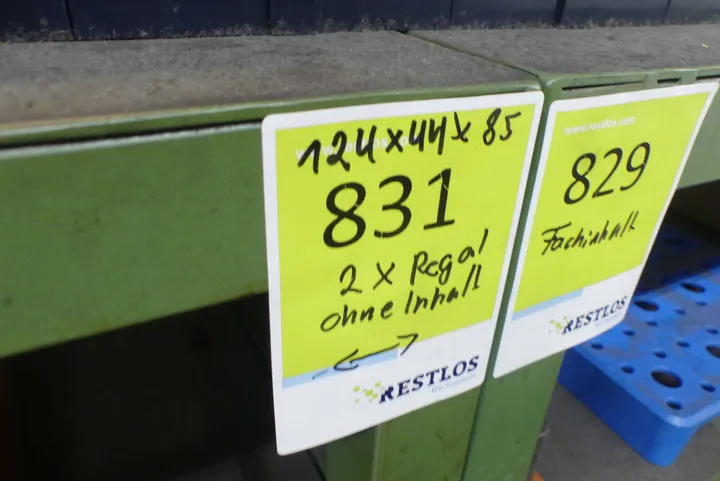 124x44x85
831
2 x Regal
ohne Inhalt
RESTLOS
www.restlos.com
829
Fachinhalt
RESTLOS